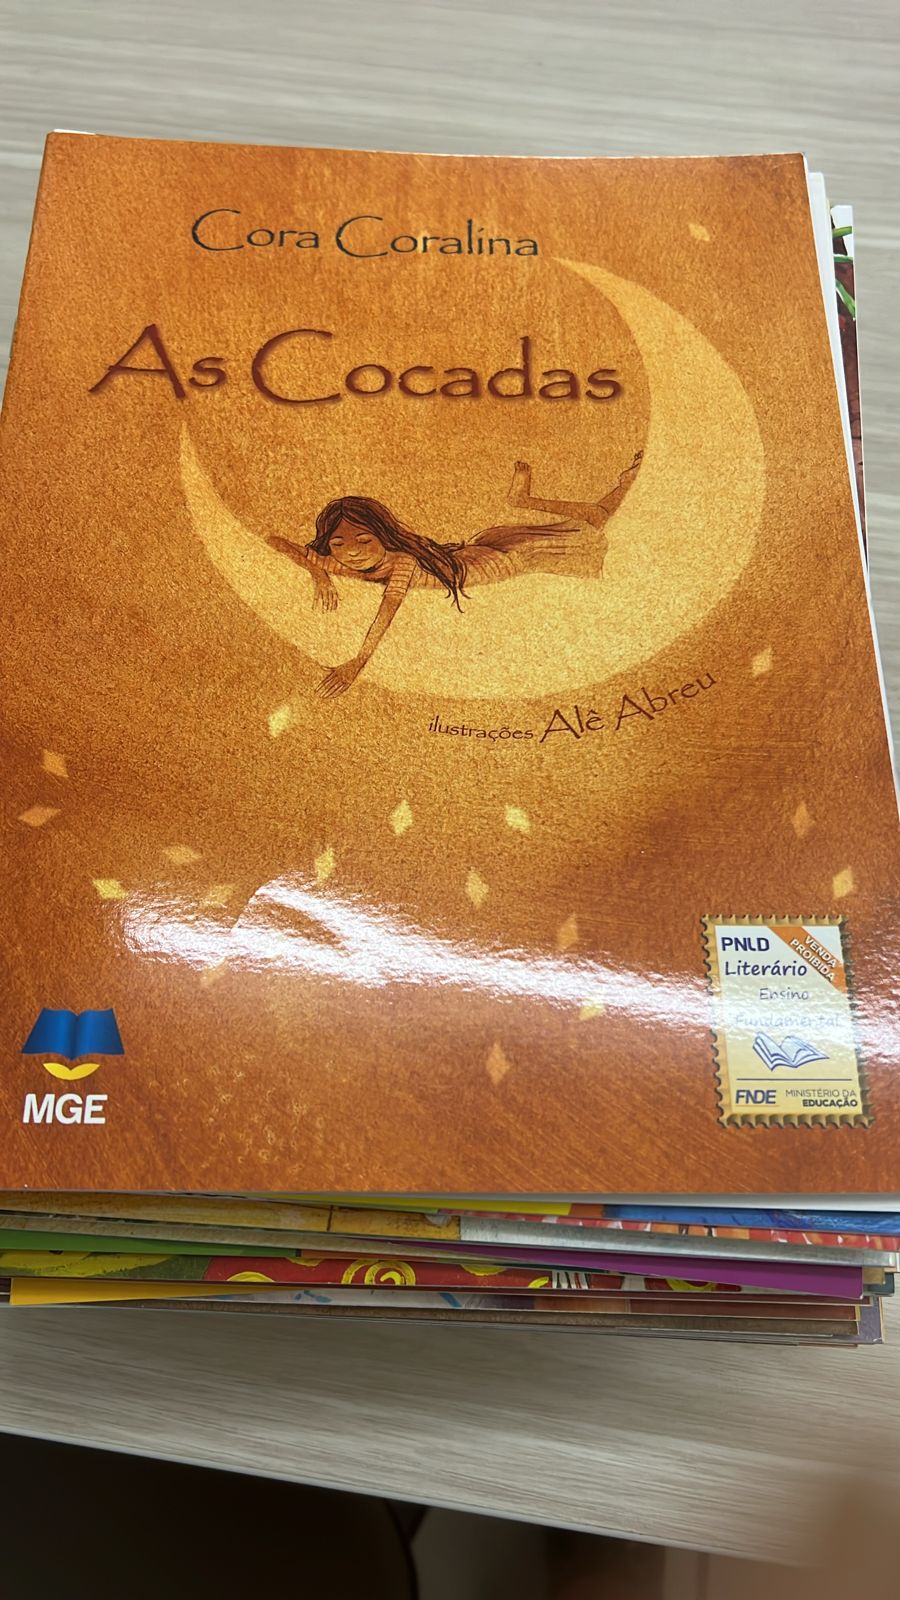 Cora Coralina
As Cocadas
ilustrações Alê Abreu
PNLD
VENDA
PROIBIDA
Literário
Ensino
Fundamental
FNDE MINISTÉRIO DA
EDUCAÇÃO
MGE